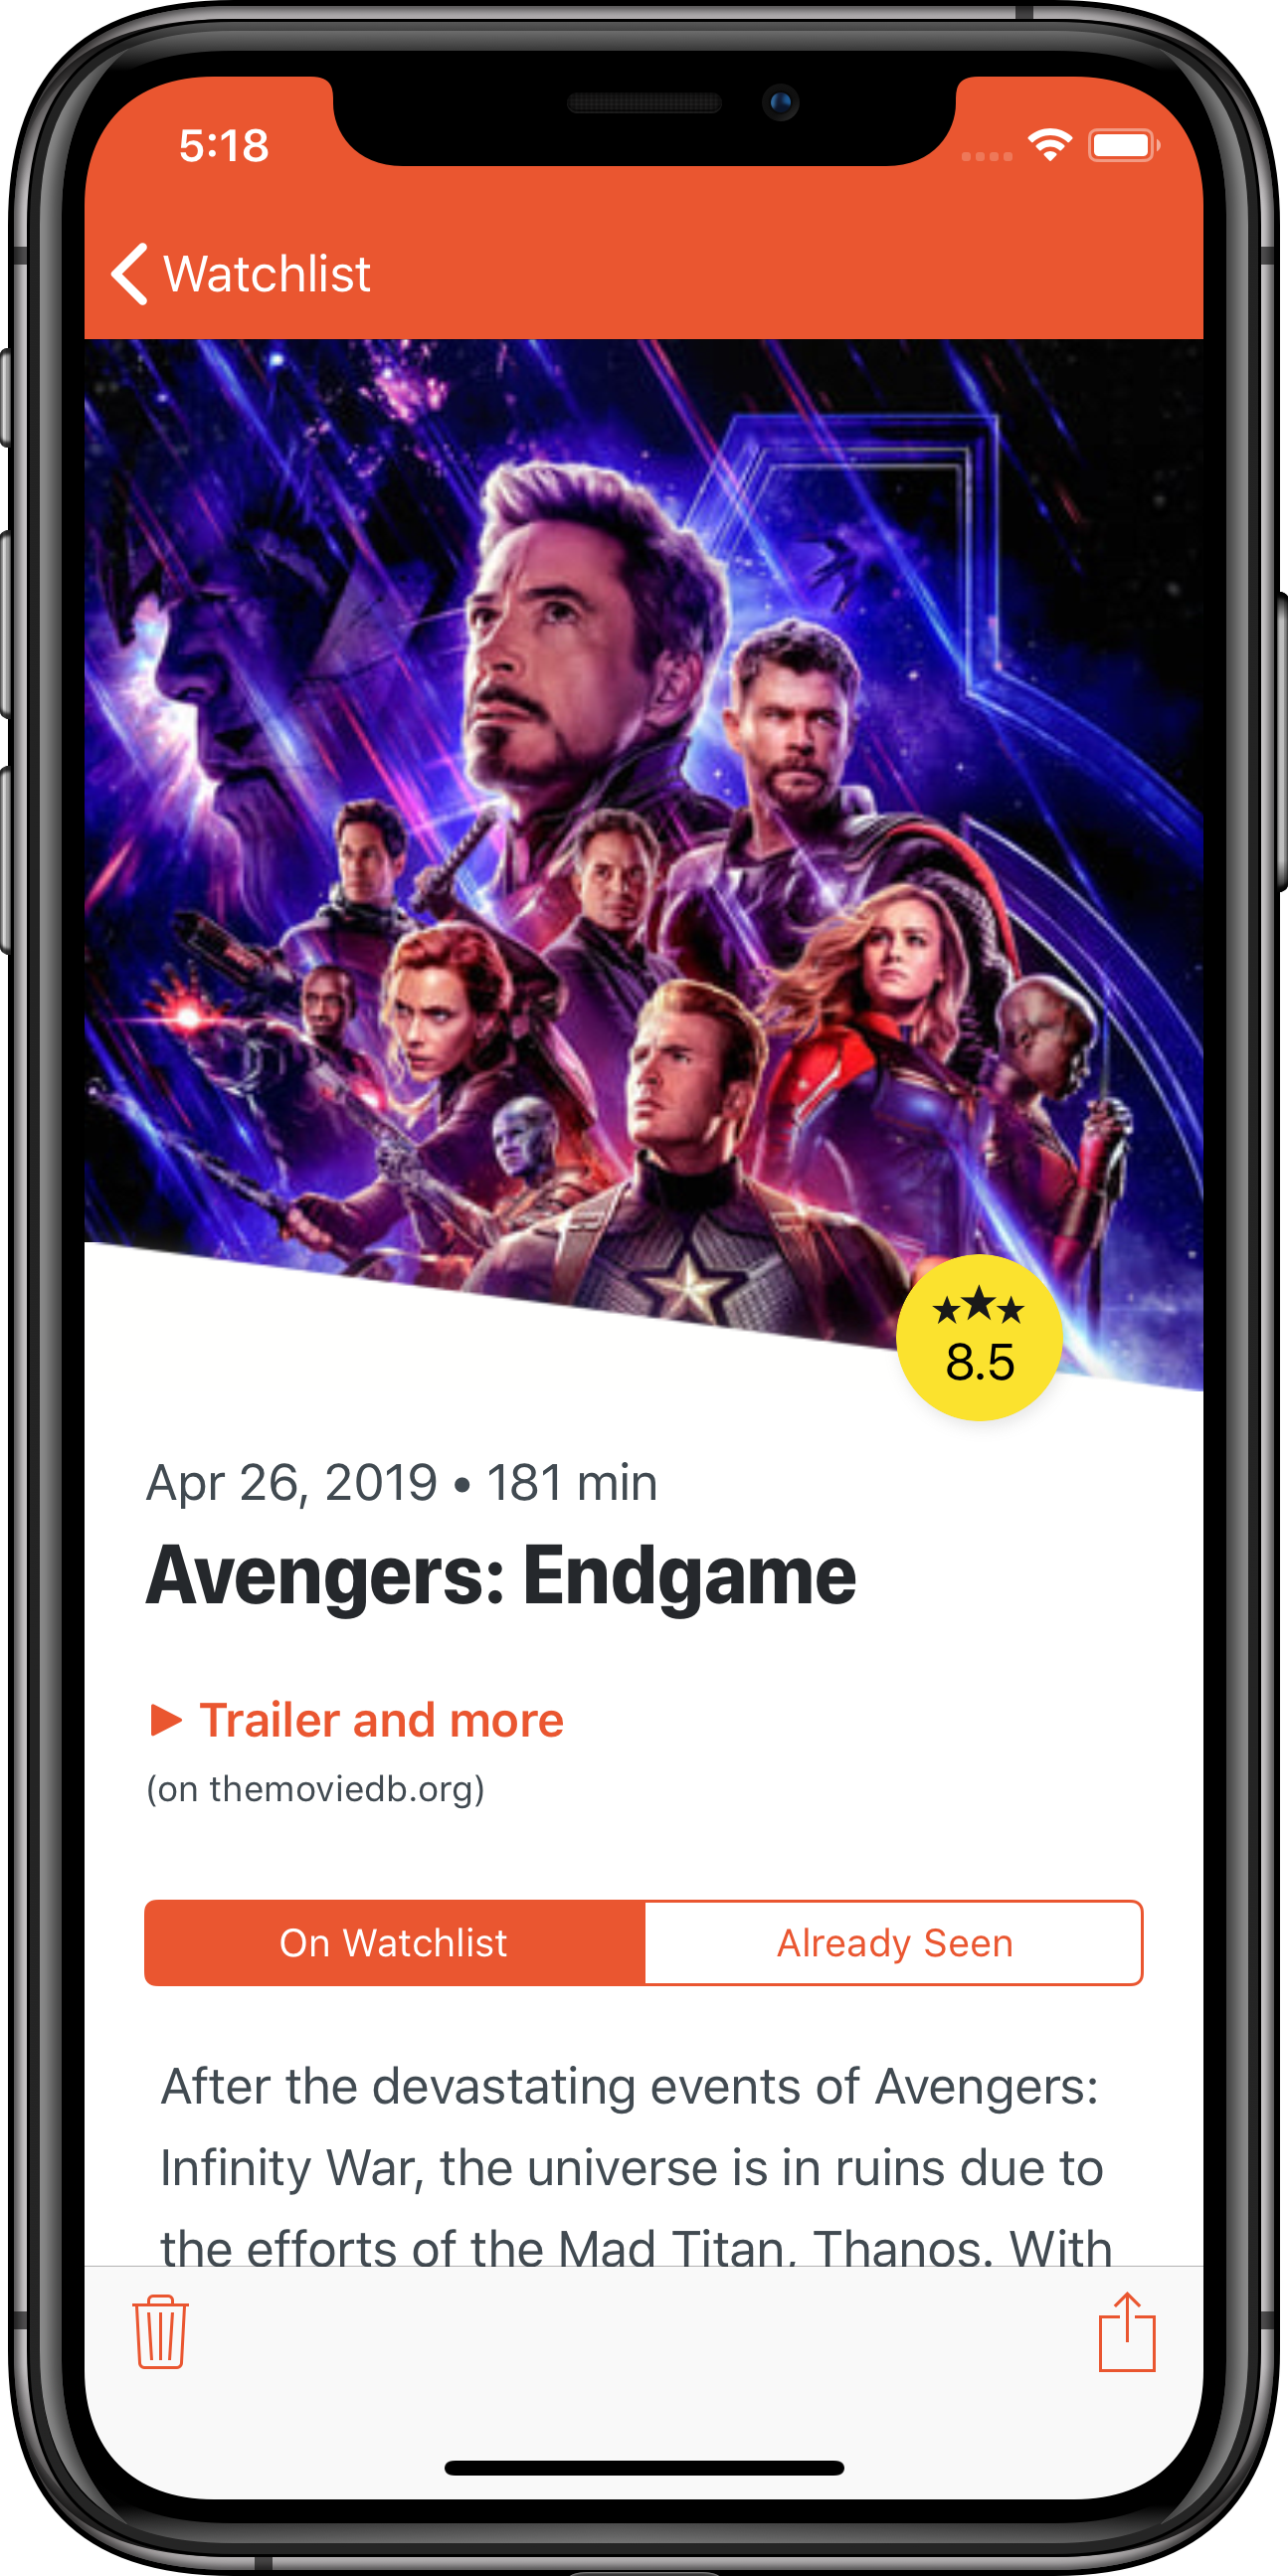 5:18
Watchlist
8.5
Apr 26, 2019 • 181 min
Avengers: Endgame
Trailer and more
(on themoviedb.org)
On Watchlist
Already Seen
After the devastating events of Avengers:
Infinity War, the universe is in ruins due to
the efforts of the Mad Titan, Thanos. With